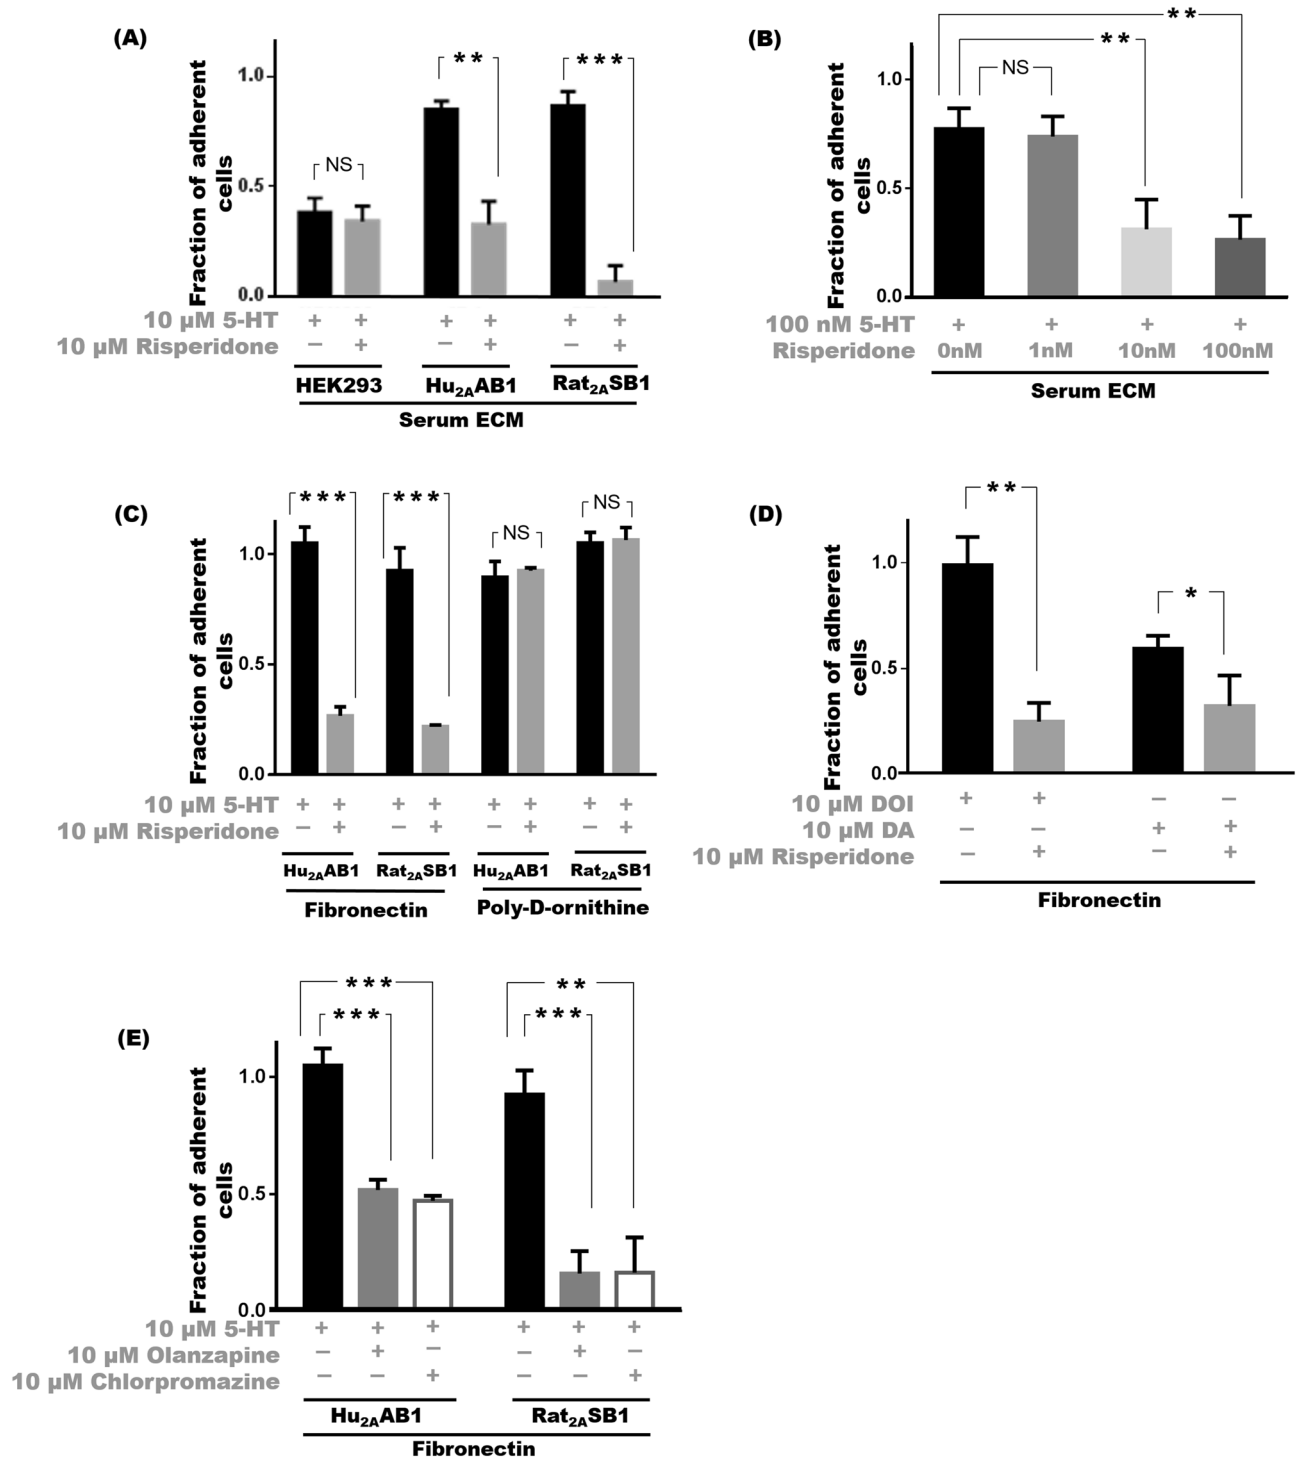 (A)
Fraction of adherent
cells
1.0
0.5
0.0
NS
**
***
10 µM 5-HT + + + + + +
10 µM Risperidone − + − + − +
HEK293 Hu2AAB1 Rat2ASB1
Serum ECM
(B)
Fraction of adherent
cells
1.0
0.5
0.0
**
**
NS
100 nM 5-HT + + + +
Risperidone 0nM 1nM 10nM 100nM
Serum ECM
(C)
Fraction of adherent
cells
1.0
0.5
0.0
***
***
NS
NS
10 µM 5-HT + + + + + + + +
10 µM Risperidone − + − + − + − +
Hu2AAB1 Rat2ASB1 Hu2AAB1 Rat2ASB1
Fibronectin Poly-D-ornithine
(D)
Fraction of adherent
cells
1.0
0.5
0.0
**
*
10 µM DOI + + − −
10 µM DA − − + +
10 µM Risperidone − + − +
Fibronectin
(E)
Fraction of adherent
cells
1.0
0.5
0.0
***
***
**
***
10 µM 5-HT + + + + + +
10 µM Olanzapine − + − − + −
10 µM Chlorpromazine − − + − − +
Hu2AAB1 Rat2ASB1
Fibronectin